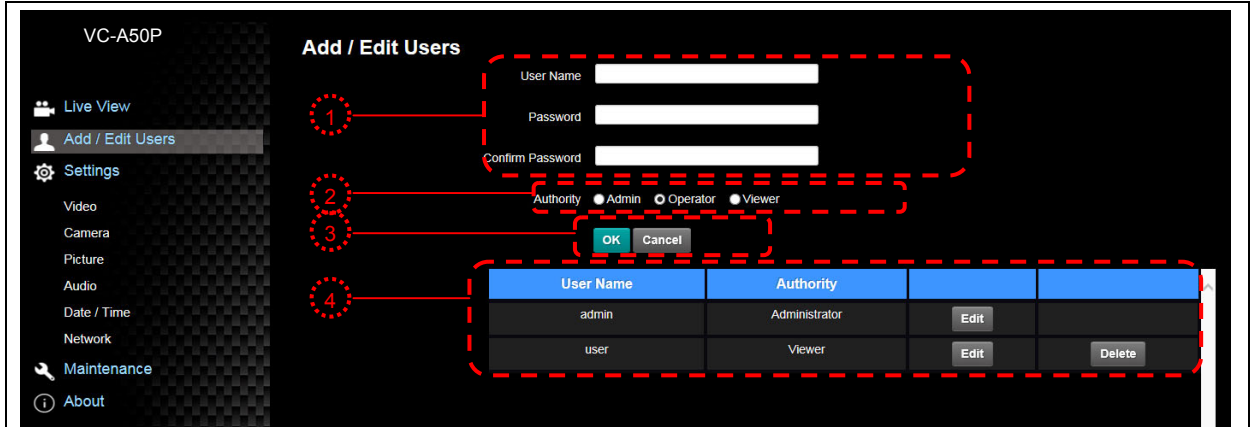 VC-A50P
Live View
Add / Edit Users
Settings
Video
Camera
Picture
Audio
Date / Time
Network
Maintenance
About
Add / Edit Users
1
User Name
Password
Confirm Password
2
Authority Admin Operator Viewer
3
OK Cancel
4
User Name Authority
admin Administrator Edit
user Viewer Edit Delete